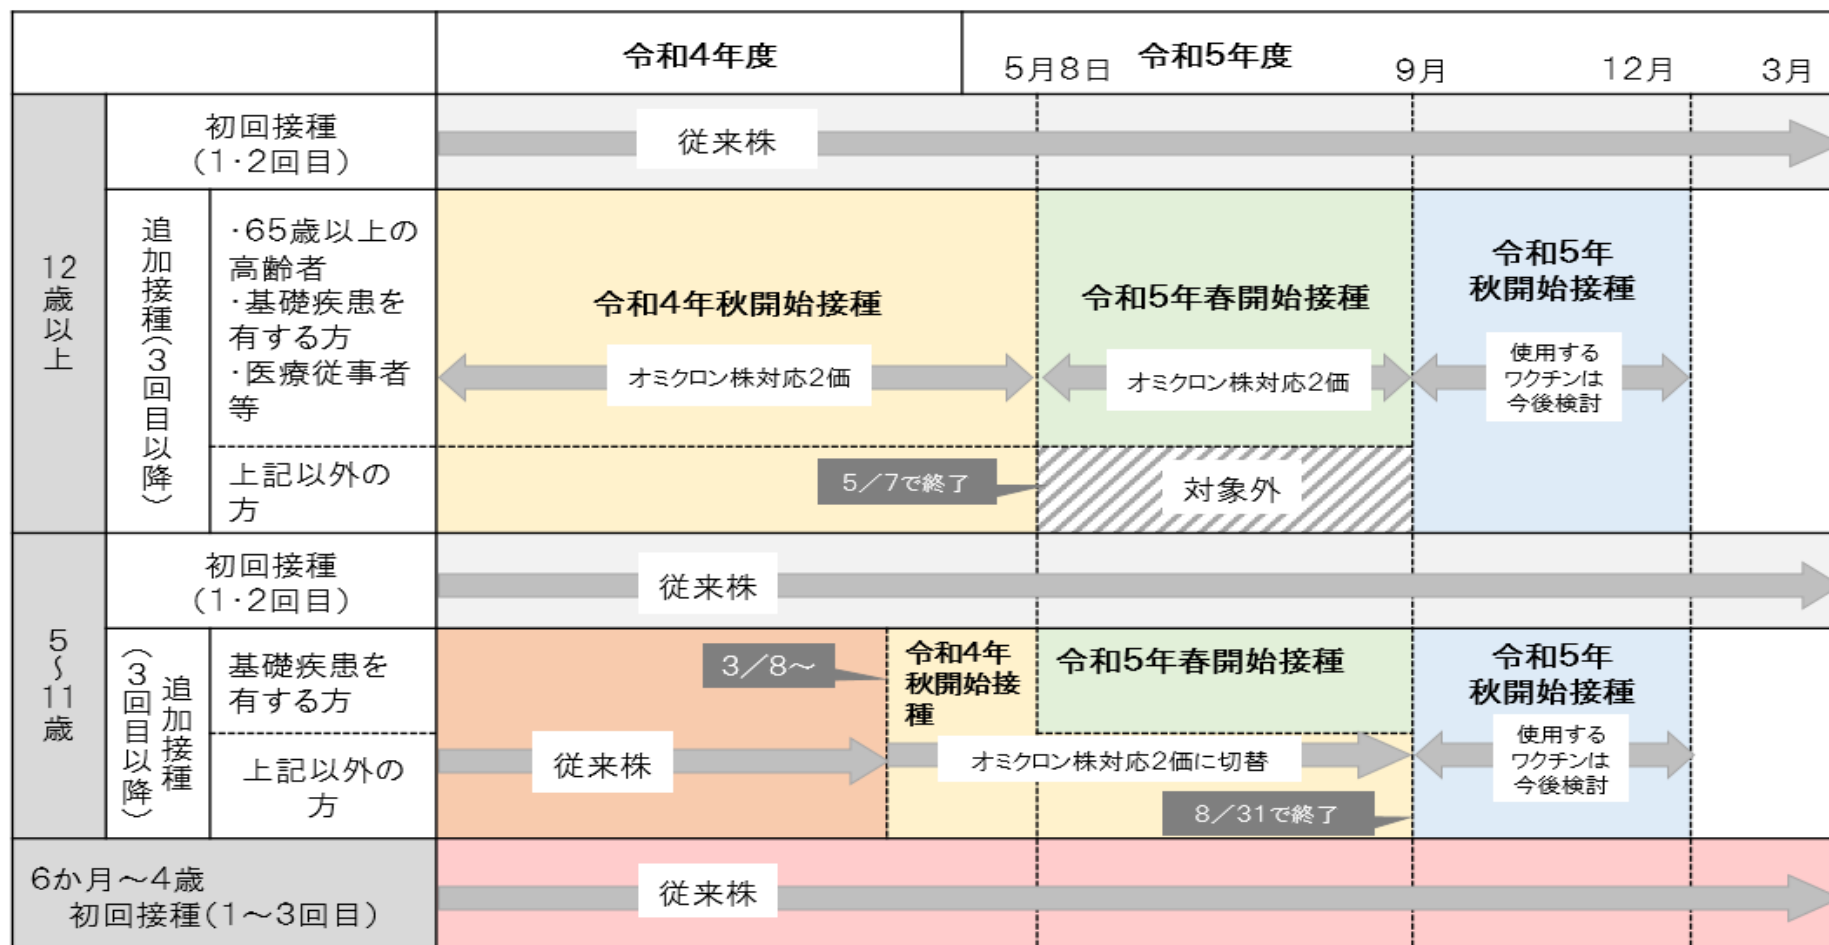 令和4年度
令和5年度
5月8日
9月
12月
3月
12歳以上
初回接種
(1・2回目)
従来株
追加接種(3回目以降)
・65歳以上の
高齢者
・基礎疾患を
有する方
・医療従事者
等
令和4年秋開始接種
オミクロン株対応2価
令和5年春開始接種
オミクロン株対応2価
令和5年
秋開始接種
使用する
ワクチンは
今後検討
上記以外の
方
5/7で終了
対象外
5~11歳
初回接種
(1・2回目)
従来株
追加接種
(3回目以降)
基礎疾患を
有する方
3/8~
令和4年
秋開始接
種
令和5年春開始接種
令和5年
秋開始接種
上記以外の
方
従来株
オミクロン株対応2価に切替
使用する
ワクチンは
今後検討
8/31で終了
6か月~4歳
初回接種(1~3回目)
従来株